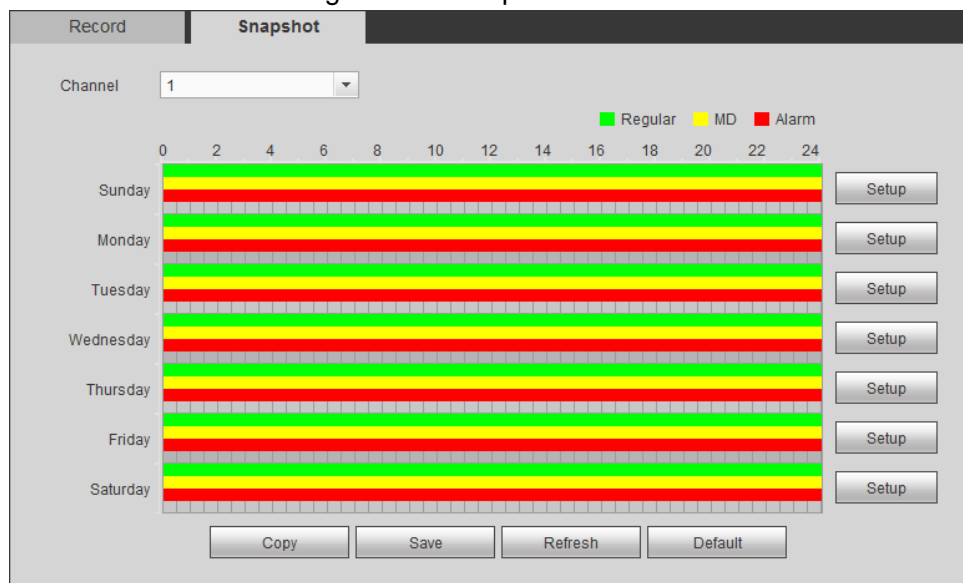 Record Snapshot
Channel 1
Regular MD Alarm
0 2 4 6 8 10 12 14 16 18 20 22 24
Sunday Setup
Monday Setup
Tuesday Setup
Wednesday Setup
Thursday Setup
Friday Setup
Saturday Setup
Copy Save Refresh Default